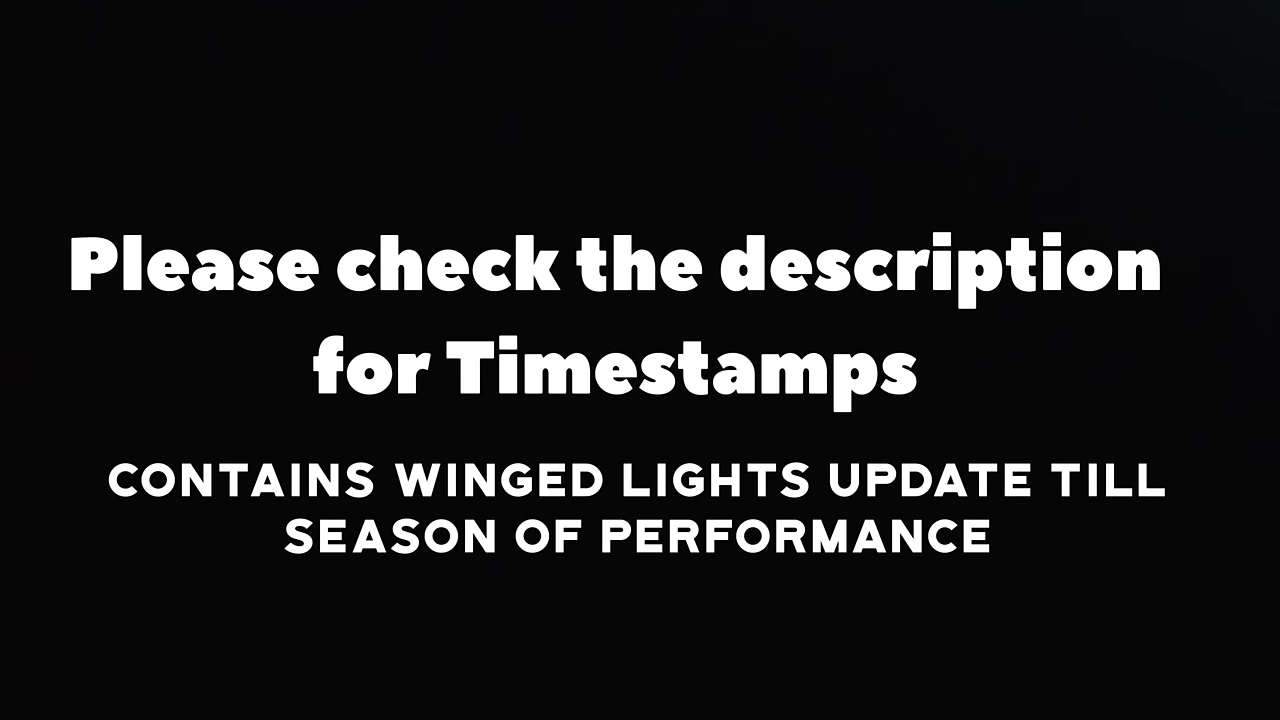 Please check the description
for Timestamps
CONTAINS WINGED LIGHTS UPDATE TILL
SEASON OF PERFORMANCE